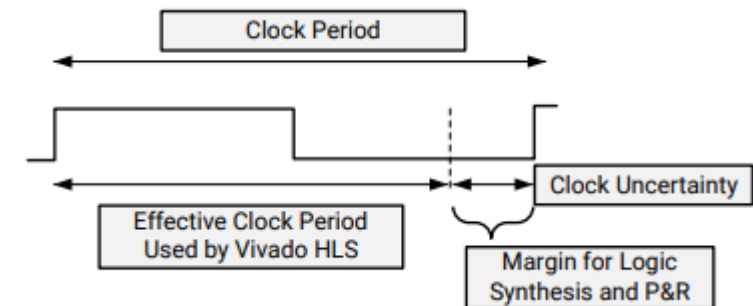 Clock Period
Clock Uncertainty
Effective Clock Period
Used by Vivado HLS
Margin for Logic
Synthesis and P&R